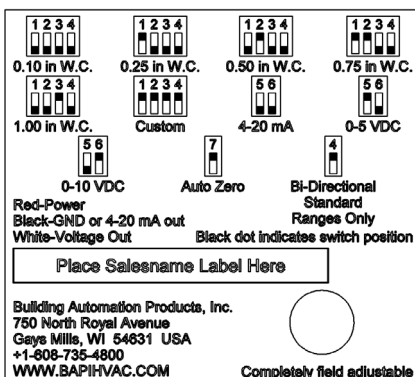 1 2 3 4 1 2 3 4 1 2 3 4 1 2 3 4
0.10 in W.C. 0.25 in W.C. 0.50 in W.C. 0.75 in W.C.
1 2 3 4 1 2 3 4 5 6 5 6
1.00 in W.C. Custom 4-20 mA 0-5 VDC
5 6 7 4
0-10 VDC Auto Zero Bi-Directional
Standard
Ranges Only
Red-Power
Black-GND or 4-20 mA out
White-Voltage Out Black dot indicates switch position
Place Salesname Label Here
Building Automation Products, Inc.
750 North Royal Avenue
Gays Mills, WI 54631 USA
+1-608-735-4800
WWW.BAPIHVAC.COM Completely field adjustable